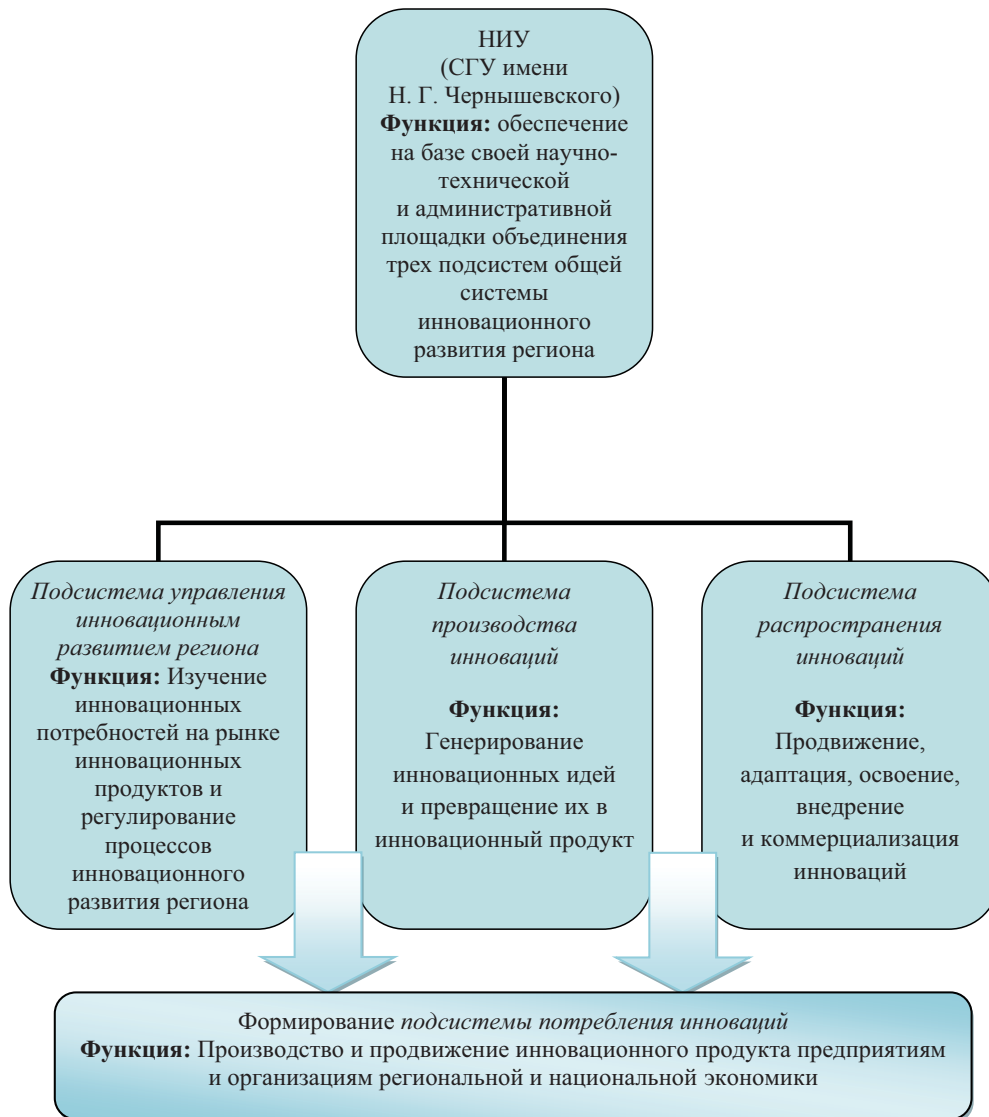 НИУ
(СГУ имени
Н. Г. Чернышевского)
Функция: обеспечение
на базе своей научно-
технической
и административной
площадки объединения
трех подсистем общей
системы
инновационного
развития региона
Подсистема управления
инновационным
развитием региона
Функция: Изучение
инновационных
потребностей на рынке
инновационных
продуктов и
регулирование
процессов
инновационного
развития региона
Подсистема
производства
инноваций
Функция:
Генерирование
инновационных идей
и превращение их в
инновационный продукт
Подсистема
распространения
инноваций
Функция:
Продвижение,
адаптация, освоение,
внедрение
и коммерциализация
инноваций
Формирование подсистемы потребления инноваций
Функция: Производство и продвижение инновационного продукта предприятиям
и организациям региональной и национальной экономики